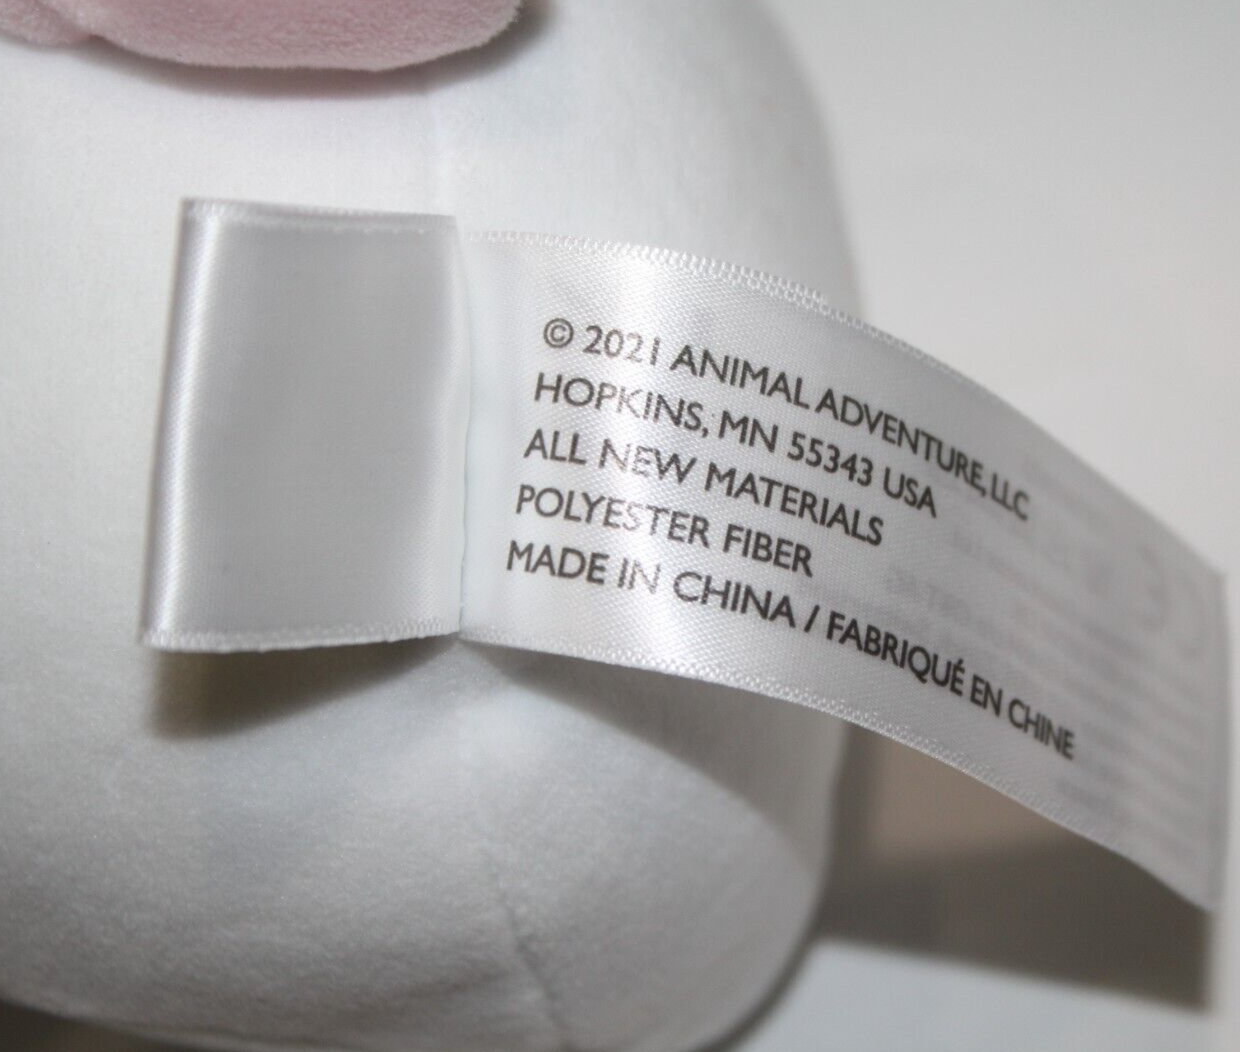 © 2021 ANIMAL ADVENTURE, LLC
HOPKINS, MN 55343 USA
ALL NEW MATERIALS
POLYESTER FIBER
MADE IN CHINA / FABRIQUÉ EN CHINE